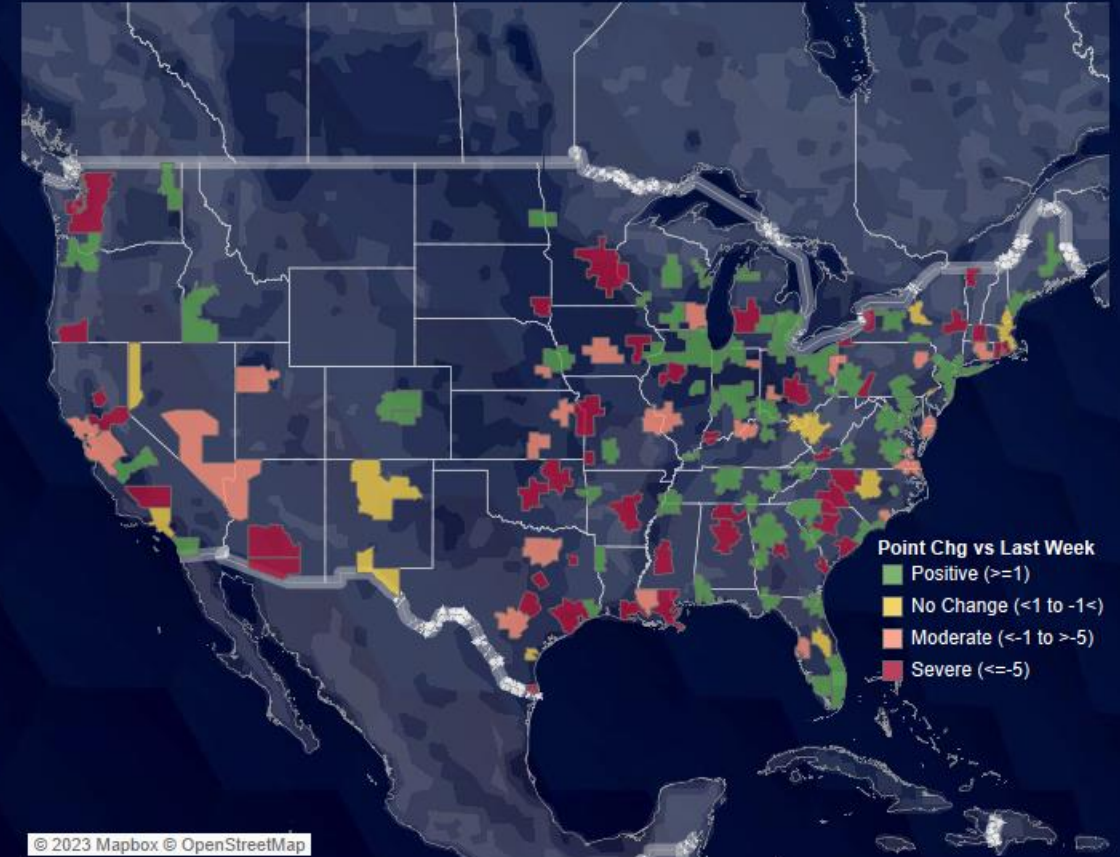 Point Chg vs Last Week
Positive (>=1)
No Change (<1 to -1<)
Moderate (<-1 to >-5)
Severe (<=-5)
© 2023 Mapbox © OpenStreetMap